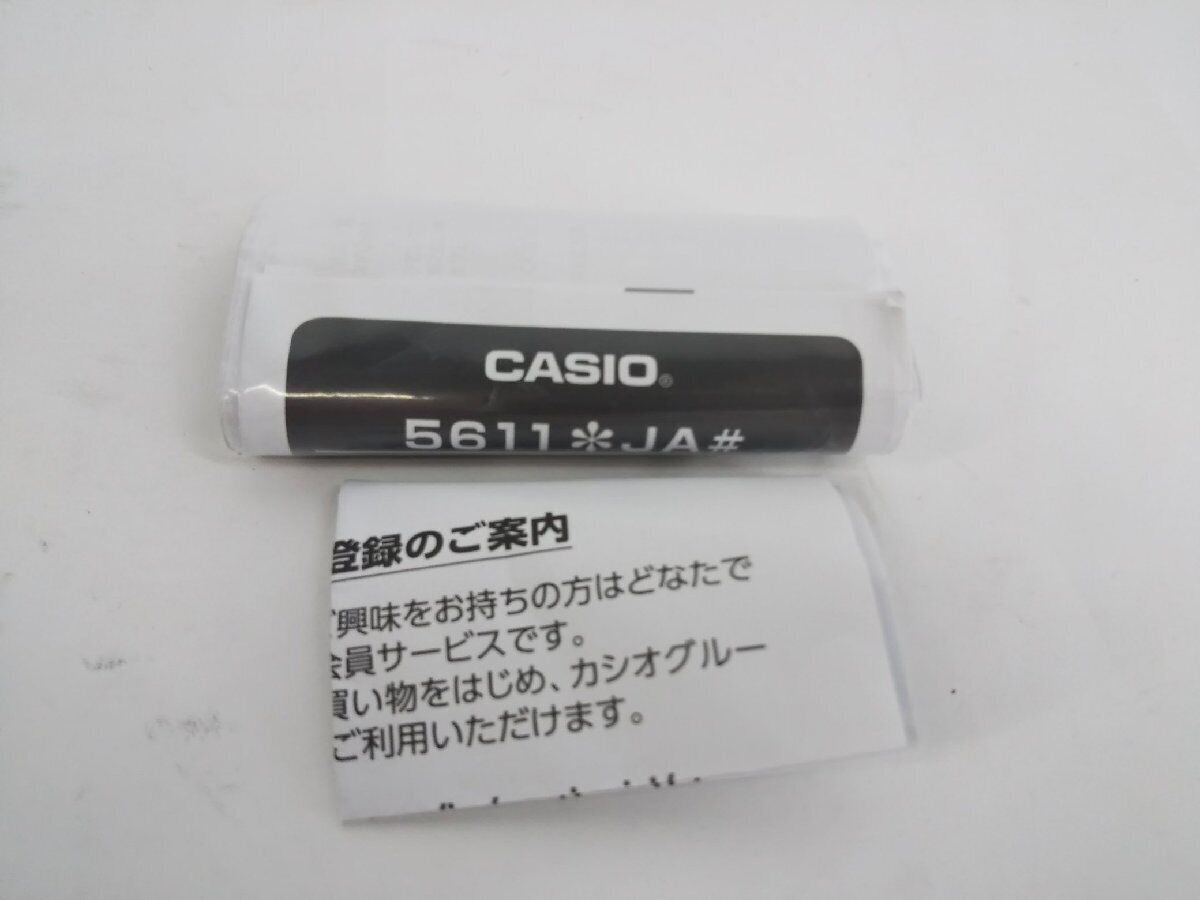 CASIO®
5611*JA#
登録のご案内
ご興味をお持ちの方はどなたで
会員サービスです。
買い物をはじめ、カシオグルー
ご利用いただけます。